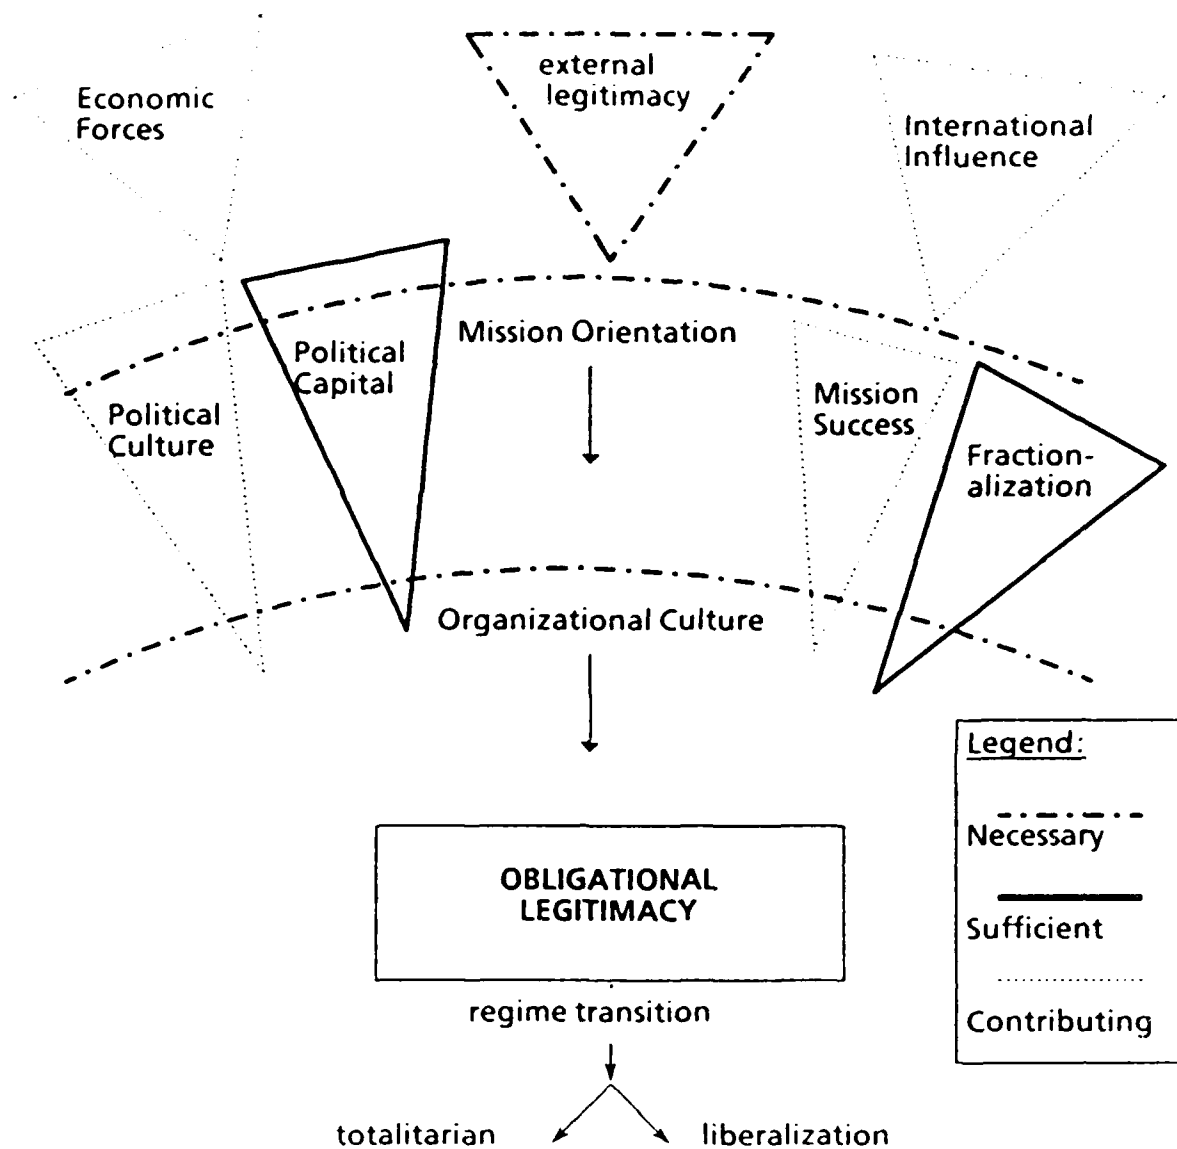 external
legitimacy
Economic
Forces
International
Influence
Mission Orientation
Political
Capital
Mission
Success
Political
Culture
Fraction-
alization
Organizational Culture
Legend:
Necessary
Sufficient
Contributing
OBLIGATIONAL
LEGITIMACY
regime transition
totalitarian
liberalization